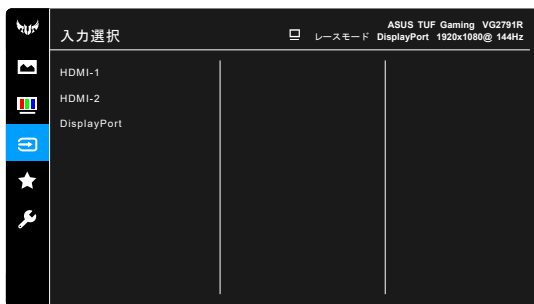 入力選択
ASUS TUF Gaming VG2791R
レースモード DisplayPort 1920x1080@ 144Hz
HDMI-1
HDMI-2
DisplayPort